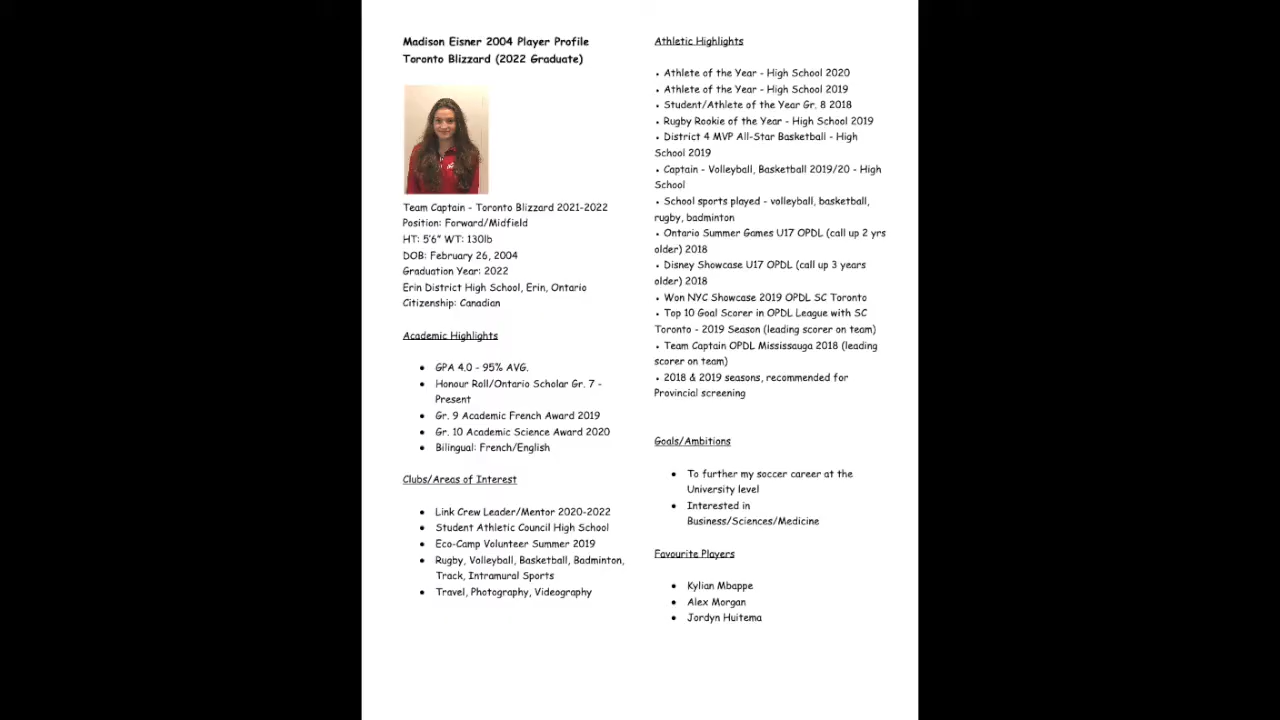 Madison Eisner 2004 Player Profile
Toronto Blizzard (2022 Graduate)
Team Captain - Toronto Blizzard 2021-2022
Position: Forward/Midfield
HT: 5'6" WT: 130lb
DOB: February 26, 2004
Graduation Year: 2022
Erin District High School, Erin, Ontario
Citizenship: Canadian
Academic Highlights
• GPA 4.0 - 95% AVG.
• Honour Roll/Ontario Scholar Gr. 7 -
Present
• Gr. 9 Academic French Award 2019
• Gr. 10 Academic Science Award 2020
• Bilingual: French/English
Clubs/Areas of Interest
• Link Crew Leader/Mentor 2020-2022
• Student Athletic Council High School
• Eco-Camp Volunteer Summer 2019
• Rugby, Volleyball, Basketball, Badminton,
Track, Intramural Sports
• Travel, Photography, Videography
Athletic Highlights
• Athlete of the Year - High School 2020
• Athlete of the Year - High School 2019
• Student/Athlete of the Year Gr. 8 2018
• Rugby Rookie of the Year - High School 2019
• District 4 MVP All-Star Basketball - High
School 2019
• Captain - Volleyball, Basketball 2019/20 - High
School
• School sports played - volleyball, basketball,
rugby, badminton
• Ontario Summer Games U17 OPDL (call up 2 yrs
older) 2018
• Disney Showcase U17 OPDL (call up 3 years
older) 2018
• Won NYC Showcase 2019 OPDL SC Toronto
• Top 10 Goal Scorer in OPDL League with SC
Toronto - 2019 Season (leading scorer on team)
• Team Captain OPDL Mississauga 2018 (leading
scorer on team)
• 2018 & 2019 seasons, recommended for
Provincial screening
Goals/Ambitions
• To further my soccer career at the
University level
• Interested in
Business/Sciences/Medicine
Favourite Players
• Kylian Mbappe
• Alex Morgan
• Jordyn Huitema